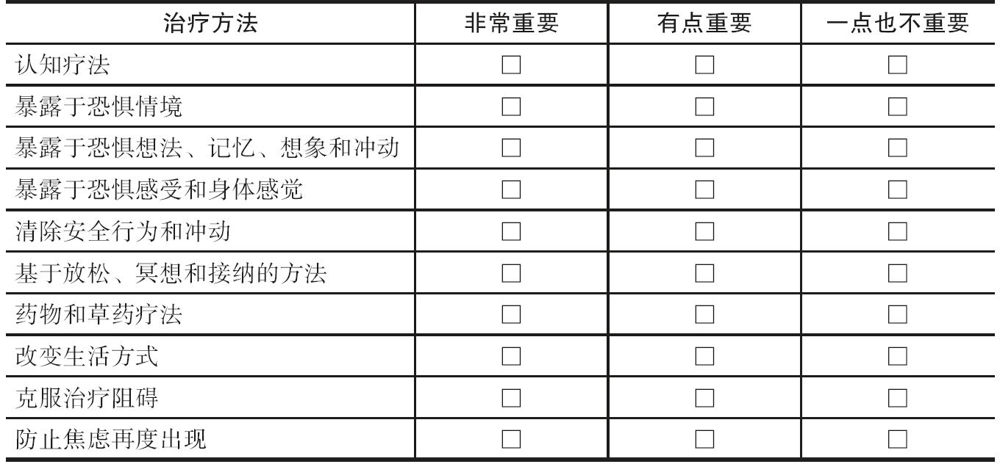 治疗方法 非常重要 有点重要 一点也不重要
认知疗法 □ □ □
暴露于恐惧情境 □ □ □
暴露于恐惧想法、记忆、想象和冲动 □ □ □
暴露于恐惧感受和身体感觉 □ □ □
清除安全行为和冲动 □ □ □
基于放松、冥想和接纳的方法 □ □ □
药物和草药疗法 □ □ □
改变生活方式 □ □ □
克服治疗阻碍 □ □ □
防止焦虑再度出现 □ □ □